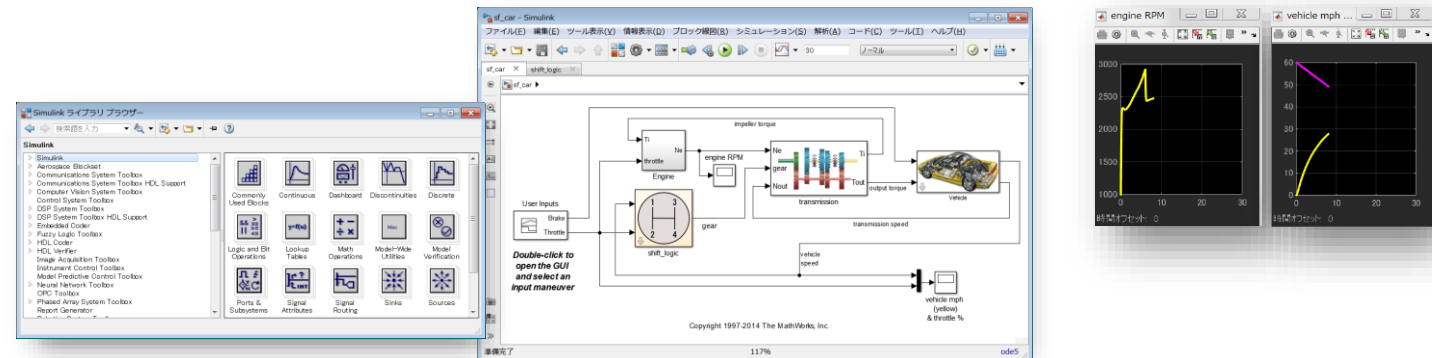 Simulink ライブラリ ブラウザー
検索語を入力
Simulink
Simulink
Aerospace Blockset
Communications System Toolbox
Communications System Toolbox HDL Support
Computer Vision System Toolbox
Control System Toolbox
DSP System Toolbox
DSP System Toolbox HDL Support
Embedded Coder
Fuzzy Logic Toolbox
HDL Coder
HDL Verifier
Image Acquisition Toolbox
Instrument Control Toolbox
Model Predictive Control Toolbox
Neural Network Toolbox
OPC Toolbox
Phased Array System Toolbox
Report Generator
Commonly
Used Blocks
Continuous
Dashboard
Discontinuities
Discrete
Logic and Bit
Operations
y=f(u)
Lookup
Tables
Math
Operations
Misc
Model-Wide
Utilities
Model
Verification
Ports &
Subsystems
Signal
Attributes
Signal
Routing
Sinks
Sources
sf_car - Simulink
ファイル(F) 編集(E) ツール表示(V) 情報表示(D) ブロック線図(R) シミュレーション(S) 解析(A) コード(C) ツール(T) ヘルプ(H)
30
ノーマル
sf_car
shift_logic
sf_car
impeller torque
Ti
throttle
Ne
Engine
engine RPM
Ne
gear
Nout
Ti
Tout
transmission
output torque
Vehicle
transmission speed
User Inputs
Brake
Throttle
1 3
2 4
shift_logic
gear
Double-click to
open the GUI
and select an
input maneuver
vehicle
speed
vehicle mph
(yellow)
& throttle %
Copyright 1997-2014 The MathWorks, Inc.
準備完了
117%
ode5
engine RPM
3000
2500
2000
1500
1000
0 10 20 30
時間オフセット: 0
vehicle mph ...
60
50
40
30
20
10
0
0 10 20 30
時間オフセット: 0